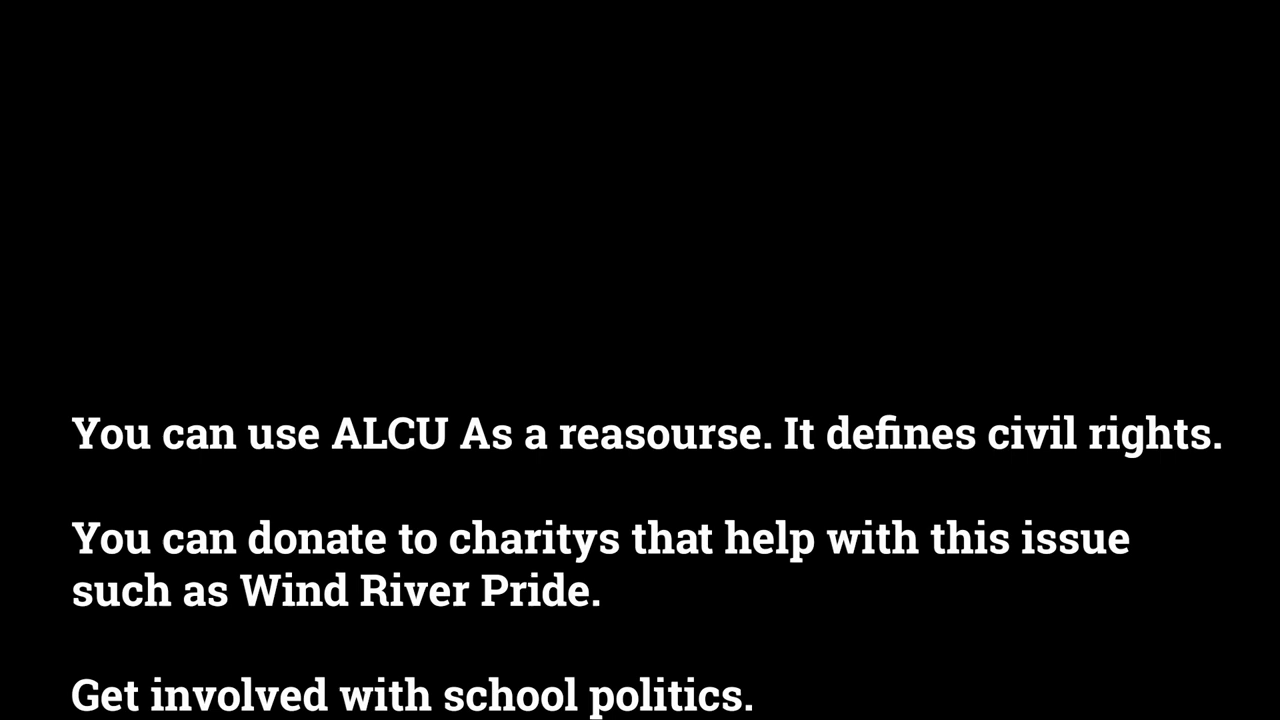 You can use ALCU As a reasourse. It defines civil rights.
You can donate to charitys that help with this issue
such as Wind River Pride.
Get involved with school politics.